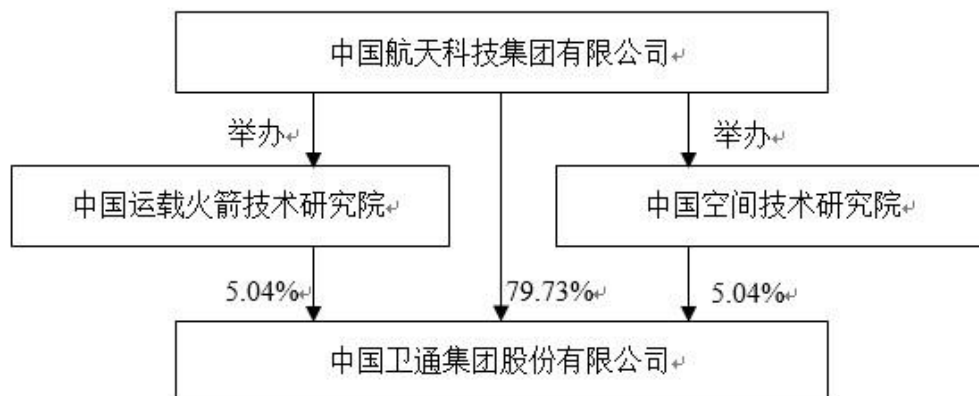 中国航天科技集团有限公司
举办
举办
中国运载火箭技术研究院
中国空间技术研究院
5.04%
79.73%
5.04%
中国卫通集团股份有限公司